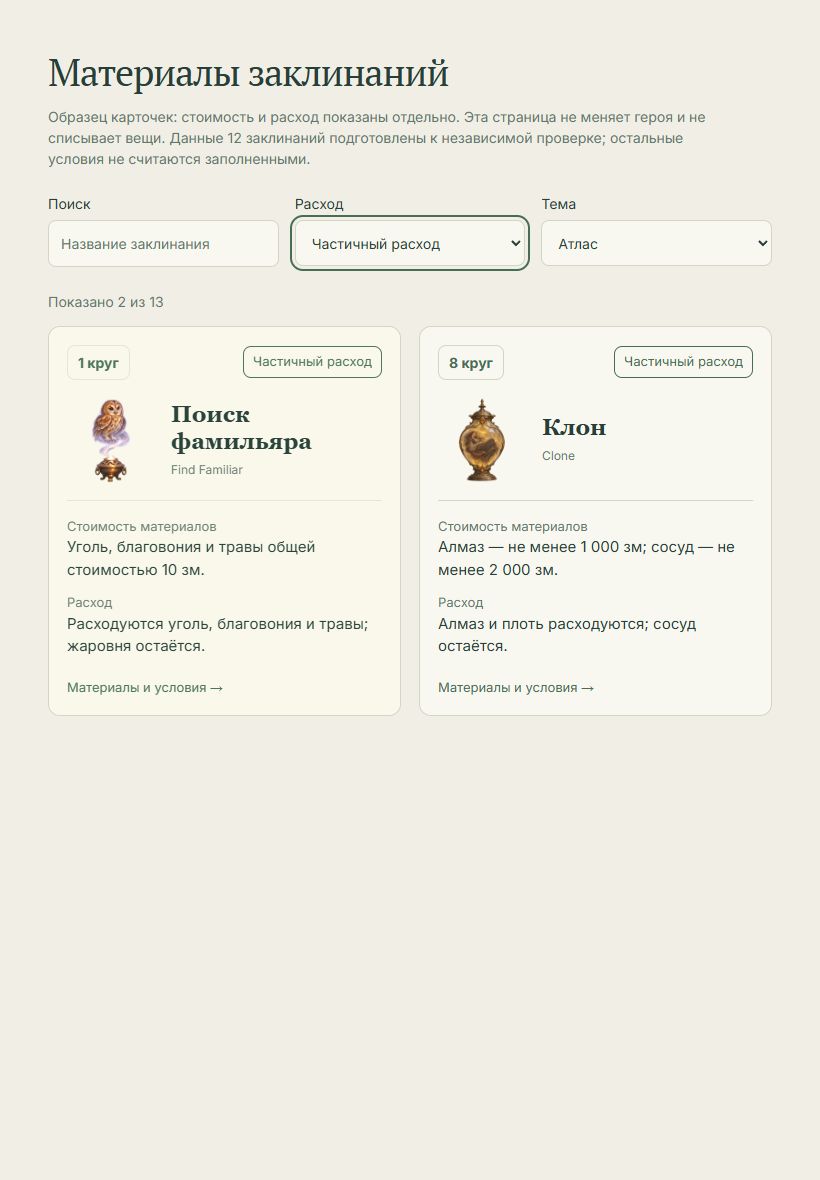 Материалы заклинаний
Образец карточек: стоимость и расход показаны отдельно. Эта страница не меняет героя и не
списывает вещи. Данные 12 заклинаний подготовлены к независимой проверке; остальные
условия не считаются заполненными.
Поиск
Расход
Тема
Название заклинания
Частичный расход
Атлас
Показано 2 из 13
1 круг
Частичный расход
Поиск
фамильяра
Find Familiar
Стоимость материалов
Уголь, благовония и травы общей
стоимостью 10 зм.
Расход
Расходуются уголь, благовония и травы;
жаровня остаётся.
Материалы и условия →
8 круг
Частичный расход
Клон
Clone
Стоимость материалов
Алмаз — не менее 1 000 зм; сосуд — не
менее 2 000 зм.
Расход
Алмаз и плоть расходуются; сосуд
остаётся.
Материалы и условия →